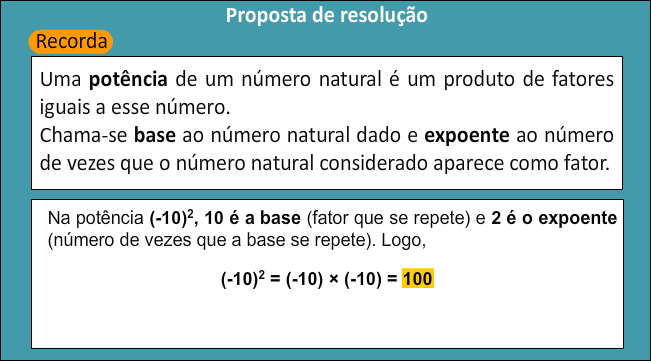 Proposta de resolução
Recorda
Uma potência de um número natural é um produto de fatores
iguais a esse número.
Chama-se base ao número natural dado e expoente ao número
de vezes que o número natural considerado aparece como fator.
Na potência (-10)², 10 é a base (fator que se repete) e 2 é o expoente
(número de vezes que a base se repete). Logo,
(-10)² = (-10) × (-10) = 100